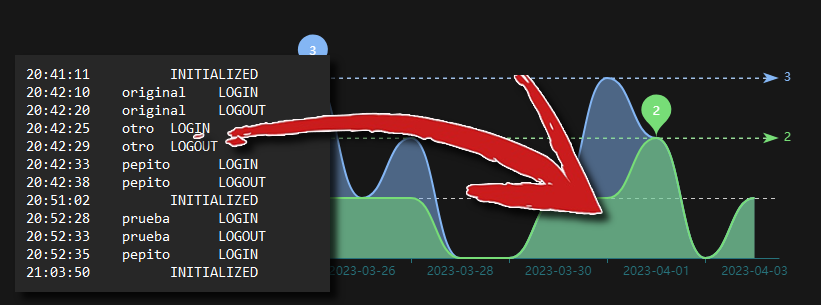 3
20:41:11 INITIALIZED
20:42:10 original LOGIN
20:42:20 original LOGOUT
20:42:25 otro LOGIN
20:42:29 otro LOGOUT
20:42:33 pepito LOGIN
20:42:38 pepito LOGOUT
20:51:02 INITIALIZED
20:52:28 prueba LOGIN
20:52:33 prueba LOGOUT
20:52:35 pepito LOGIN
21:03:50 INITIALIZED
3
2
2
2023-03-26 2023-03-28 2023-03-30 2023-04-01 2023-04-03